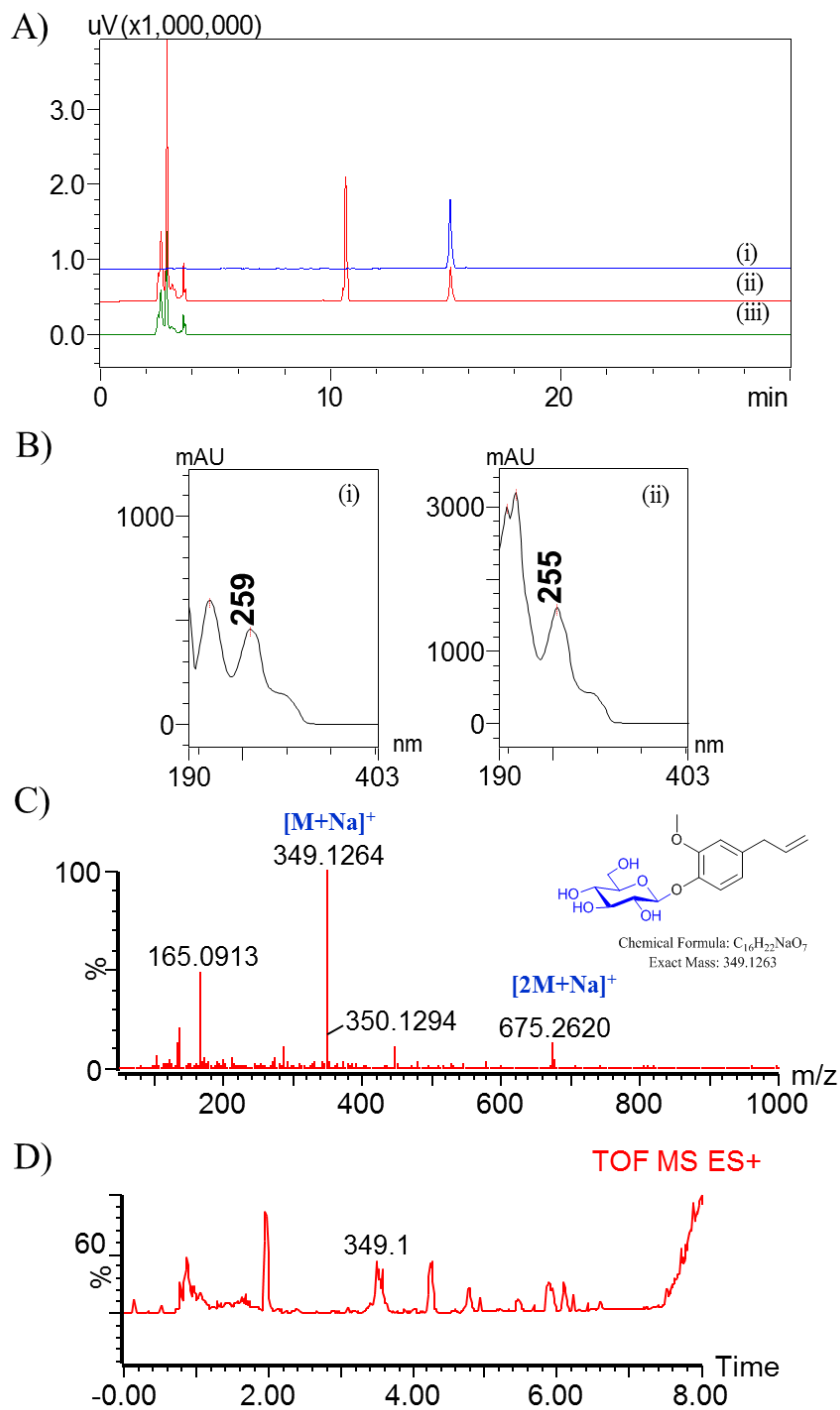 A)
uV(x1,000,000)
3.0
2.0
1.0
0.0
(i)
(ii)
(iii)
0 10 20 min
B)
mAU
1000
0
(i)
259
190 403
nm
mAU
3000
1000
0
(ii)
255
190 403
nm
C)
[M+Na]⁺
349.1264
100
%
0
165.0913
350.1294
[2M+Na]⁺
675.2620
OH
HO
HO
OH
O
O
O
Chemical Formula: C₁₆H₂₂NaO₇
Exact Mass: 349.1263
200 400 600 800 1000
m/z
D)
TOF MS ES+
60
%
349.1
Time
-0.00 2.00 4.00 6.00 8.00